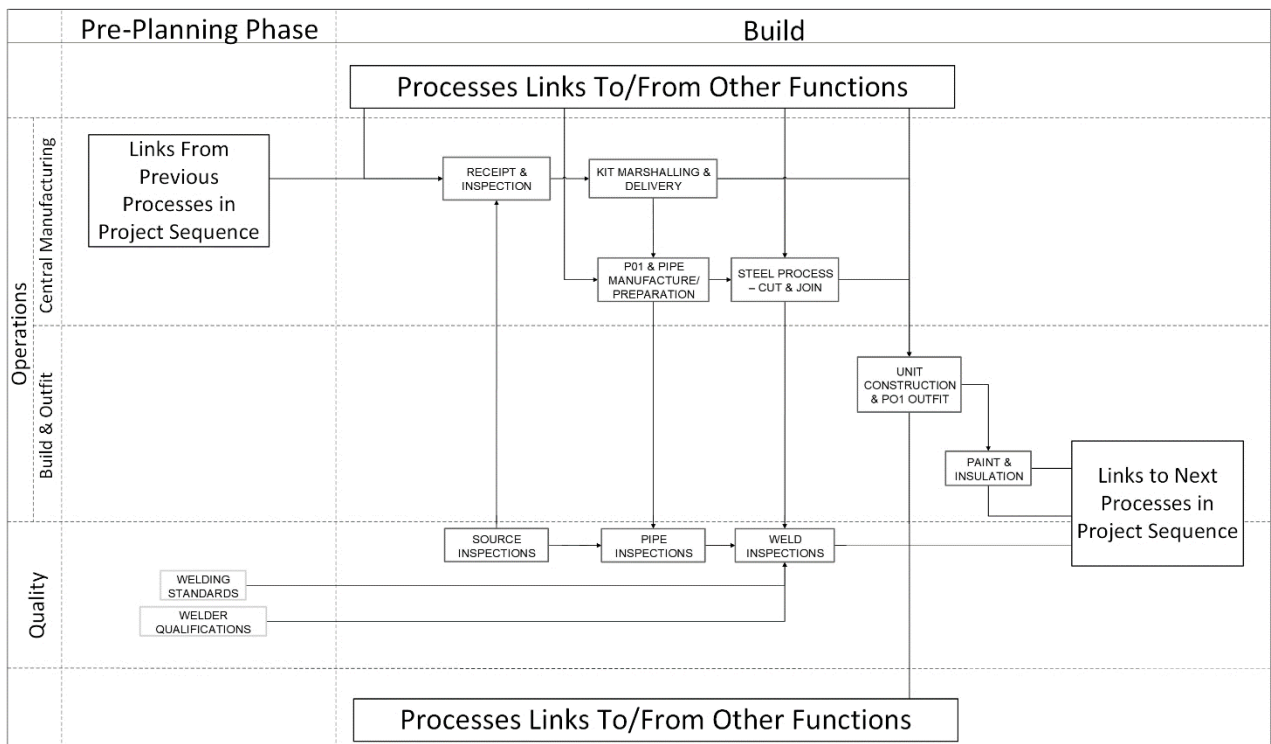 Pre-Planning Phase
Build
Processes Links To/From Other Functions
Operations
Central Manufacturing
Links From
Previous
Processes in
Project Sequence
RECEIPT &
INSPECTION
KIT MARSHALLING &
DELIVERY
P01 & PIPE
MANUFACTURE/
PREPARATION
STEEL PROCESS
– CUT & JOIN
Build & Outfit
UNIT
CONSTRUCTION
& PO1 OUTFIT
PAINT &
INSULATION
Links to Next
Processes in
Project Sequence
Quality
SOURCE
INSPECTIONS
PIPE
INSPECTIONS
WELD
INSPECTIONS
WELDING
STANDARDS
WELDER
QUALIFICATIONS
Processes Links To/From Other Functions